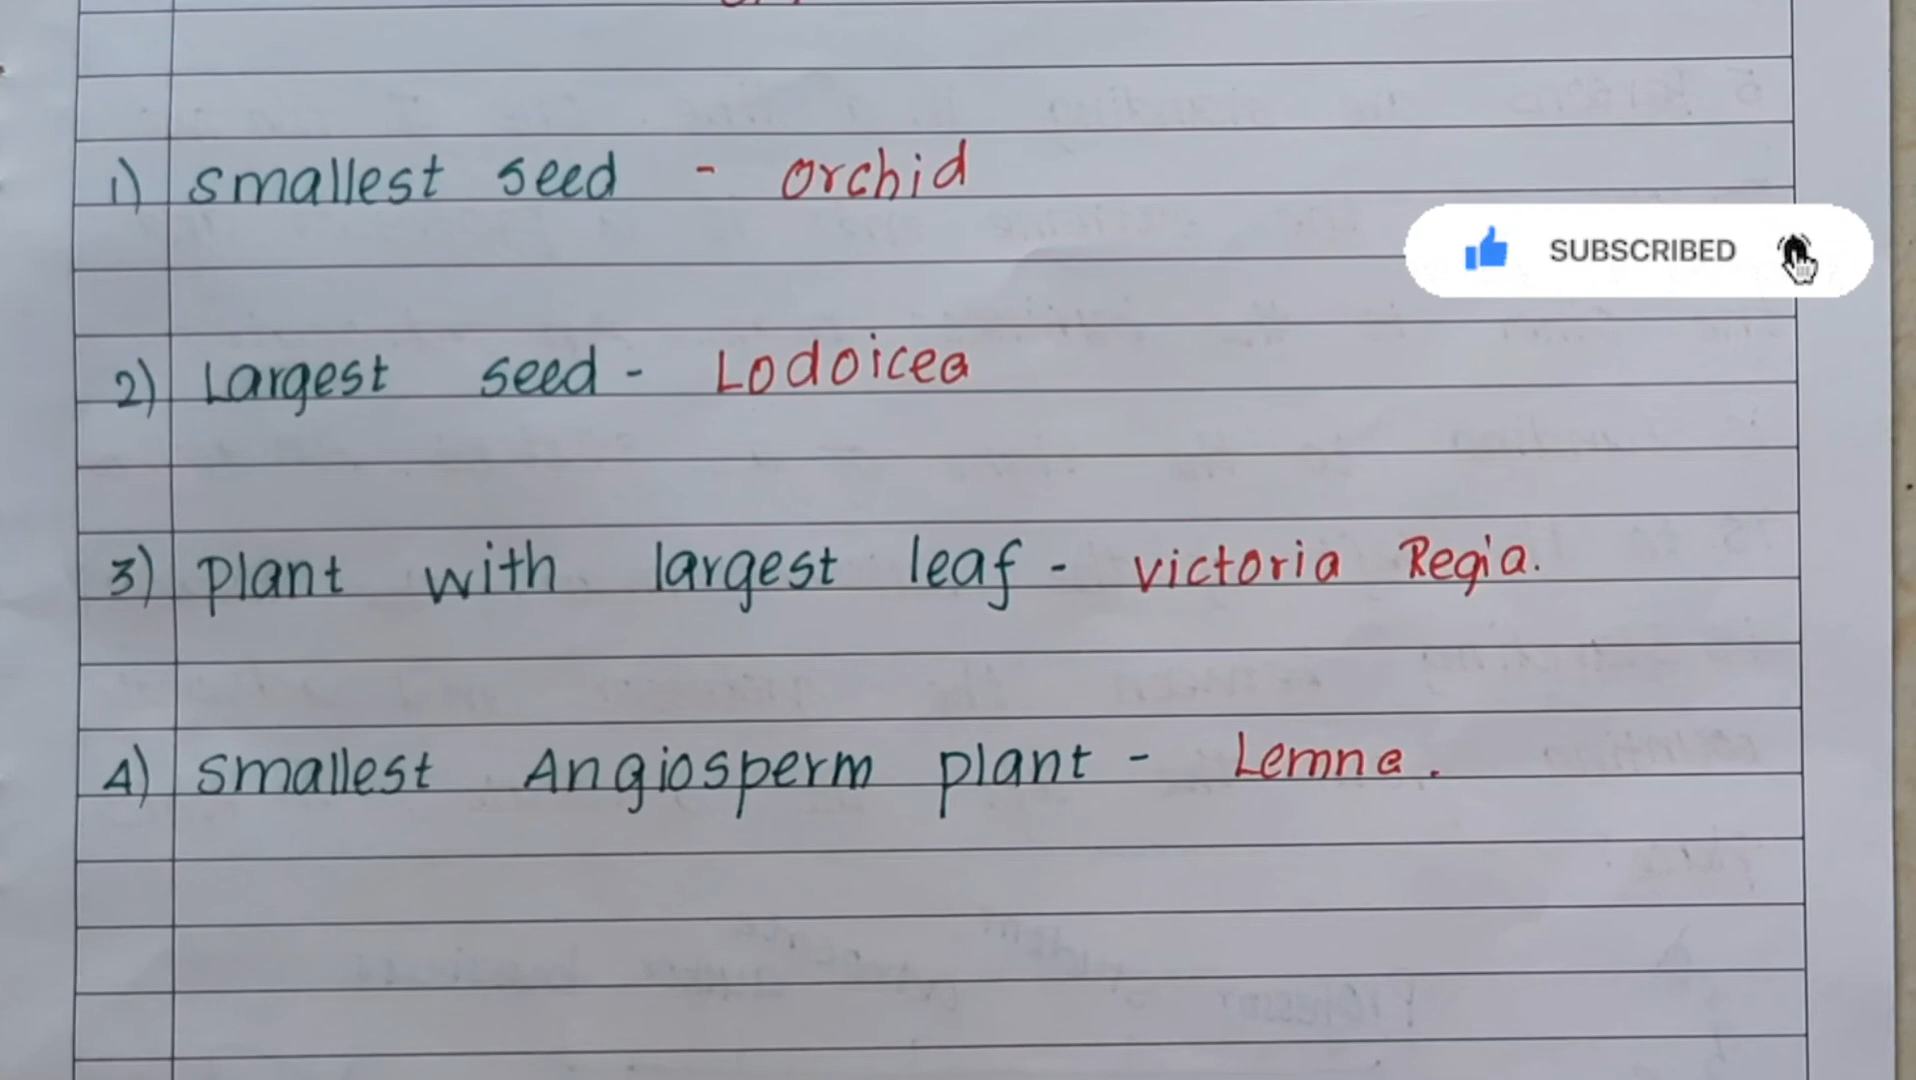 1) smallest seed - orchid
SUBSCRIBED
2) Largest seed - Lodoicea
3) plant with largest leaf - victoria Regia.
4) smallest Angiosperm plant - Lemna.